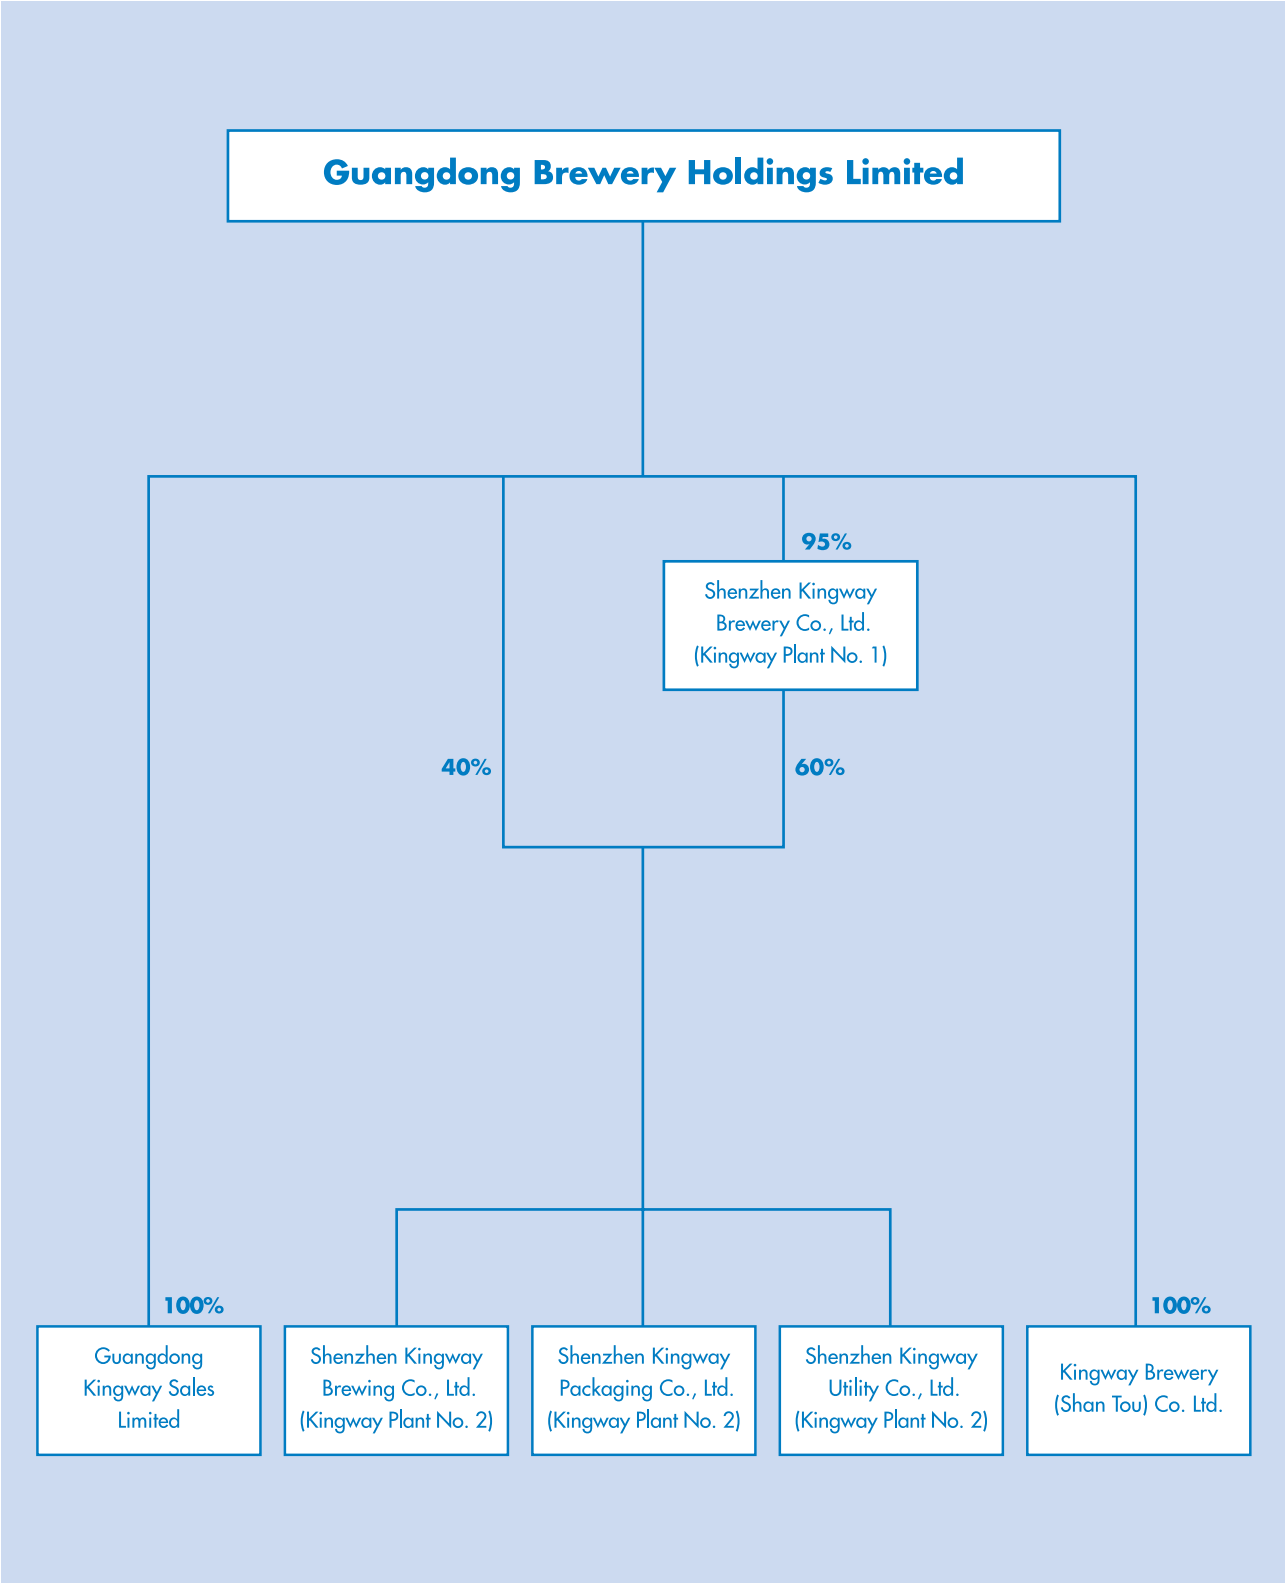 Guangdong Brewery Holdings Limited
95%
Shenzhen Kingway
Brewery Co., Ltd.
(Kingway Plant No. 1)
40%
60%
100%
Guangdong
Kingway Sales
Limited
Shenzhen Kingway
Brewing Co., Ltd.
(Kingway Plant No. 2)
Shenzhen Kingway
Packaging Co., Ltd.
(Kingway Plant No. 2)
Shenzhen Kingway
Utility Co., Ltd.
(Kingway Plant No. 2)
100%
Kingway Brewery
(Shan Tou) Co. Ltd.